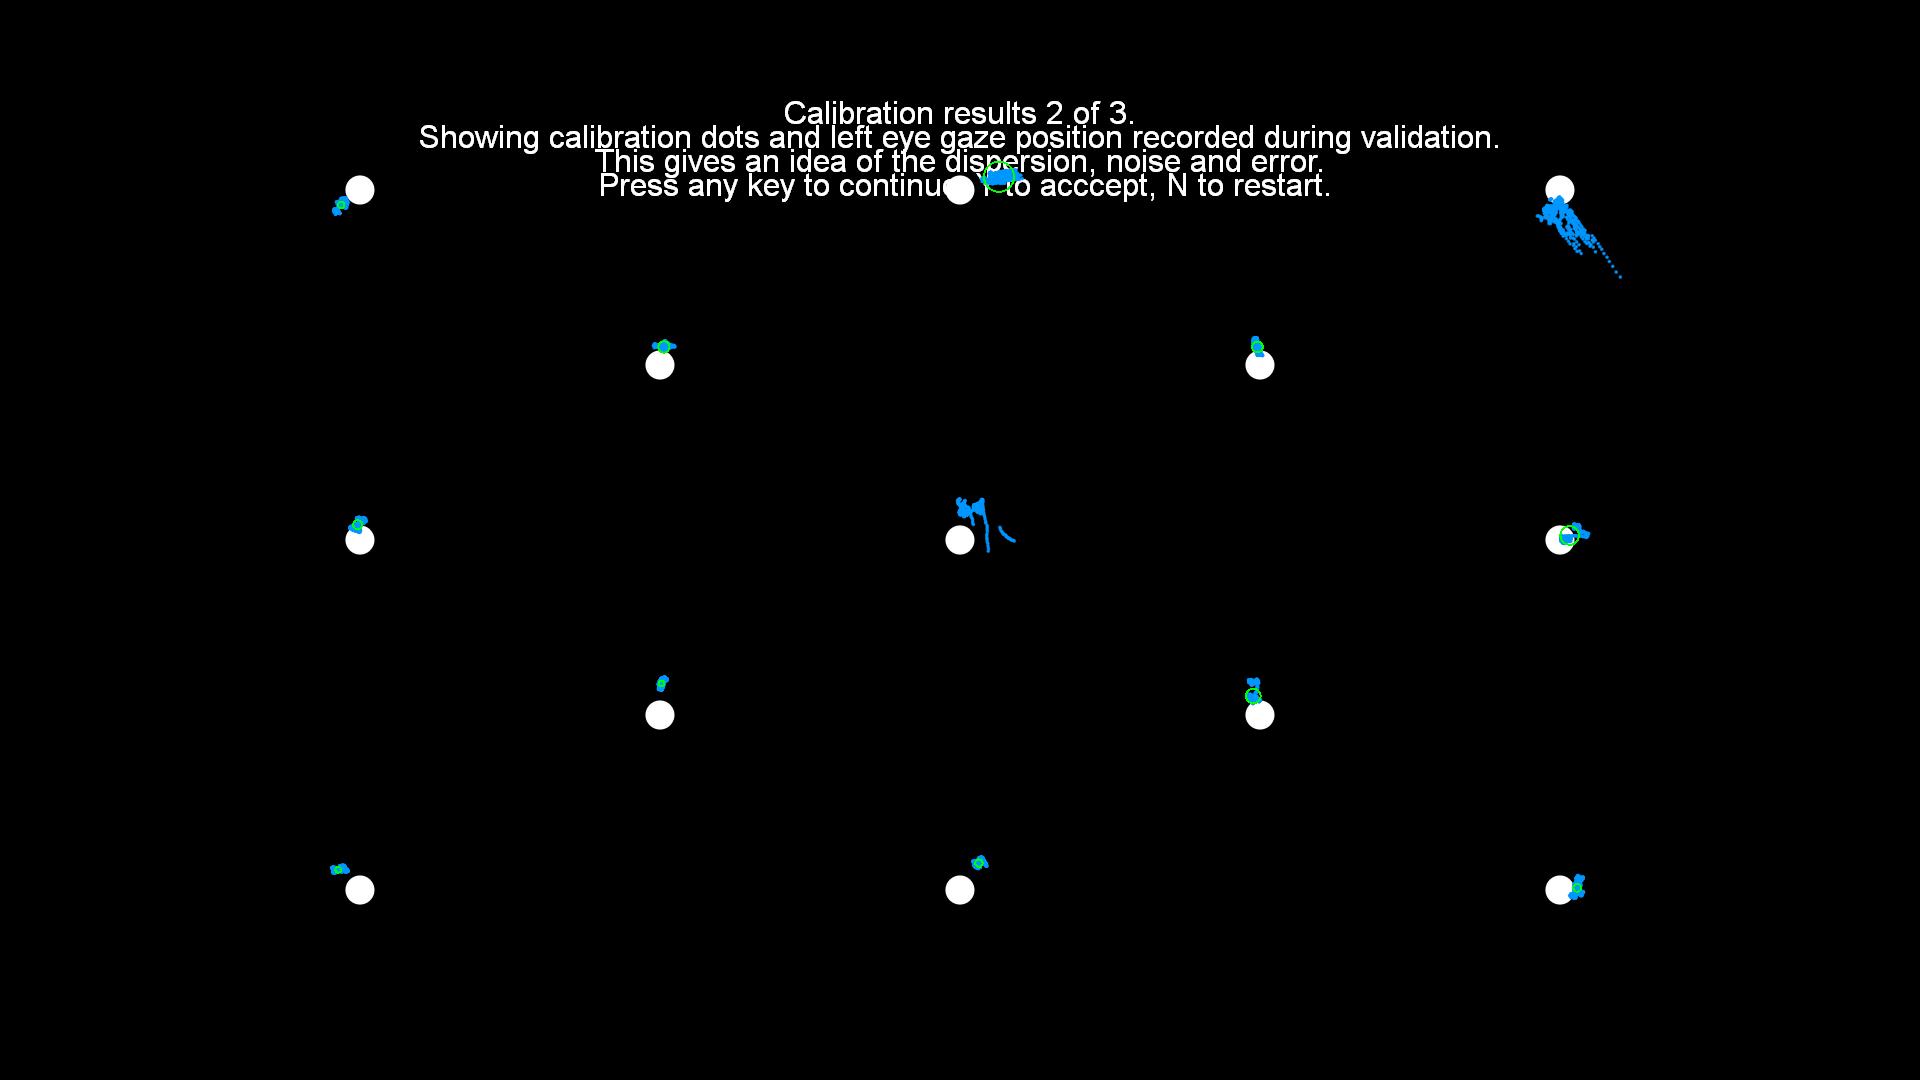 Calibration results 2 of 3.
Showing calibration dots and left eye gaze position recorded during validation.
This gives an idea of the dispersion, noise and error.
Press any key to continue Y to acccept, N to restart.